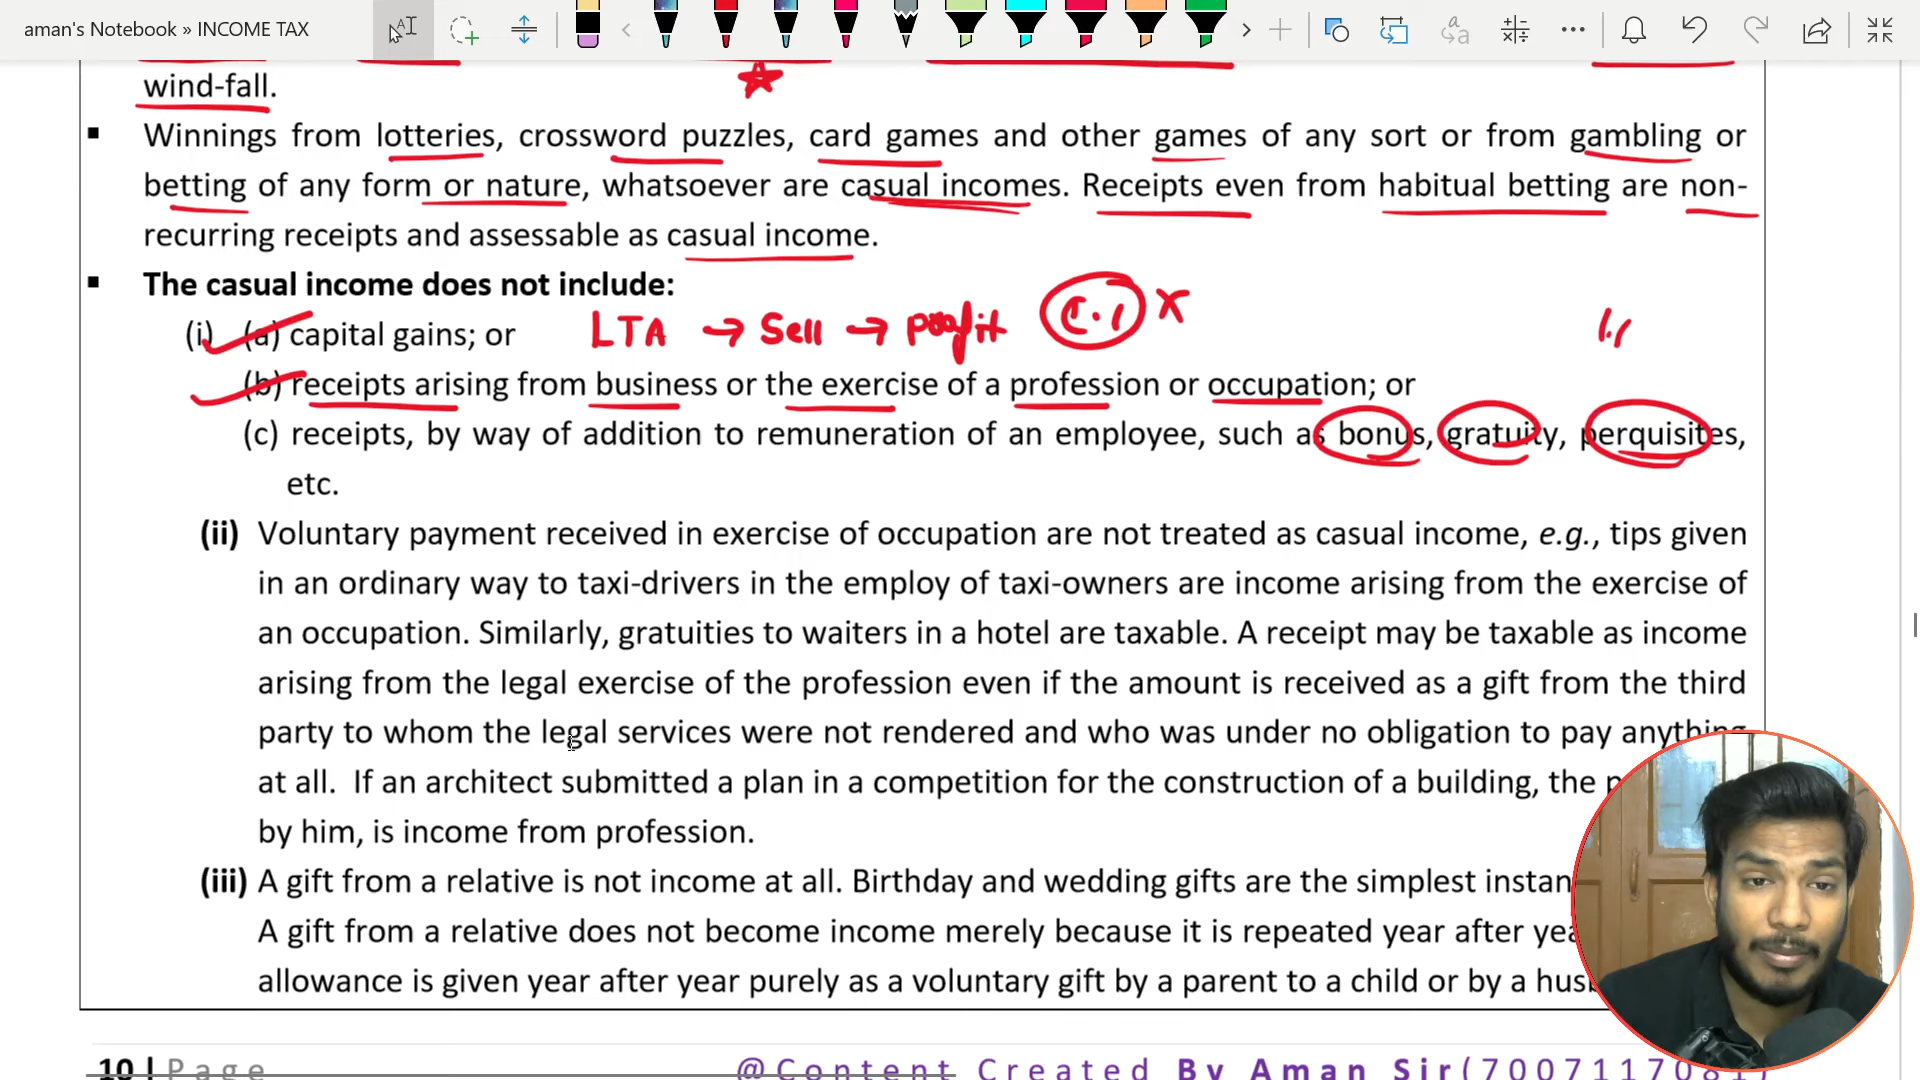 aman's Notebook » INCOME TAX
wind-fall.
▪ Winnings from lotteries, crossword puzzles, card games and other games of any sort or from gambling or
betting of any form or nature, whatsoever are casual incomes. Receipts even from habitual betting are non-
recurring receipts and assessable as casual income.
▪ The casual income does not include:
(i) (a) capital gains; or LTA → Sell → profit C.I X
(b) receipts arising from business or the exercise of a profession or occupation; or
(c) receipts, by way of addition to remuneration of an employee, such as bonus, gratuity, perquisites,
etc.
(ii) Voluntary payment received in exercise of occupation are not treated as casual income, e.g., tips given
in an ordinary way to taxi-drivers in the employ of taxi-owners are income arising from the exercise of
an occupation. Similarly, gratuities to waiters in a hotel are taxable. A receipt may be taxable as income
arising from the legal exercise of the profession even if the amount is received as a gift from the third
party to whom the legal services were not rendered and who was under no obligation to pay anything
at all. If an architect submitted a plan in a competition for the construction of a building, the
by him, is income from profession.
(iii) A gift from a relative is not income at all. Birthday and wedding gifts are the simplest
A gift from a relative does not become income merely because it is repeated year after
allowance is given year after year purely as a voluntary gift by a parent to a child or by a
10 | Page @Content Created By Aman Sir